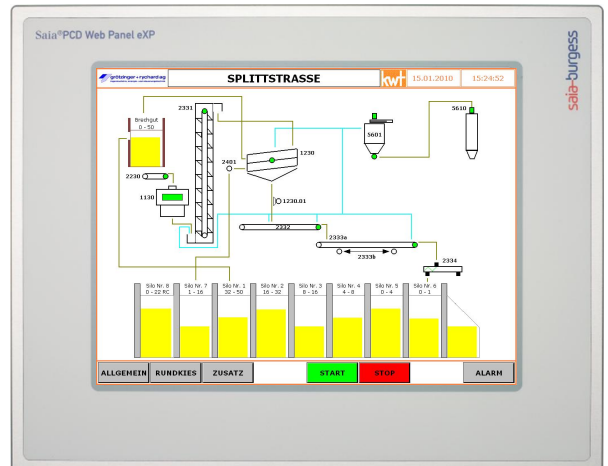 Saia®PCD Web Panel eXP
saia-burgess
grötzinger+rychard ag
SPLITTSTRASSE
kwt
15.01.2010
15:24:52
Brechgut
0 - 50
2331
5610
5601
2230
2401
1230
1130
1230.01
2332
2333a
2333b
2334
Silo Nr. 8
0 - 22 RC
Silo Nr. 7
1 - 16
Silo Nr. 1
32 - 50
Silo Nr. 2
16 - 32
Silo Nr. 3
8 - 16
Silo Nr. 4
4 - 8
Silo Nr. 5
0 - 4
Silo Nr. 6
0 - 1
ALLGEMEIN
RUNDKIES
ZUSATZ
START
STOP
ALARM